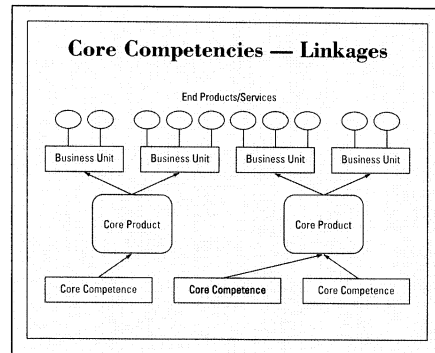 Core Competencies — Linkages
End Products/Services
Business Unit Business Unit Business Unit Business Unit
Core Product Core Product
Core Competence Core Competence Core Competence